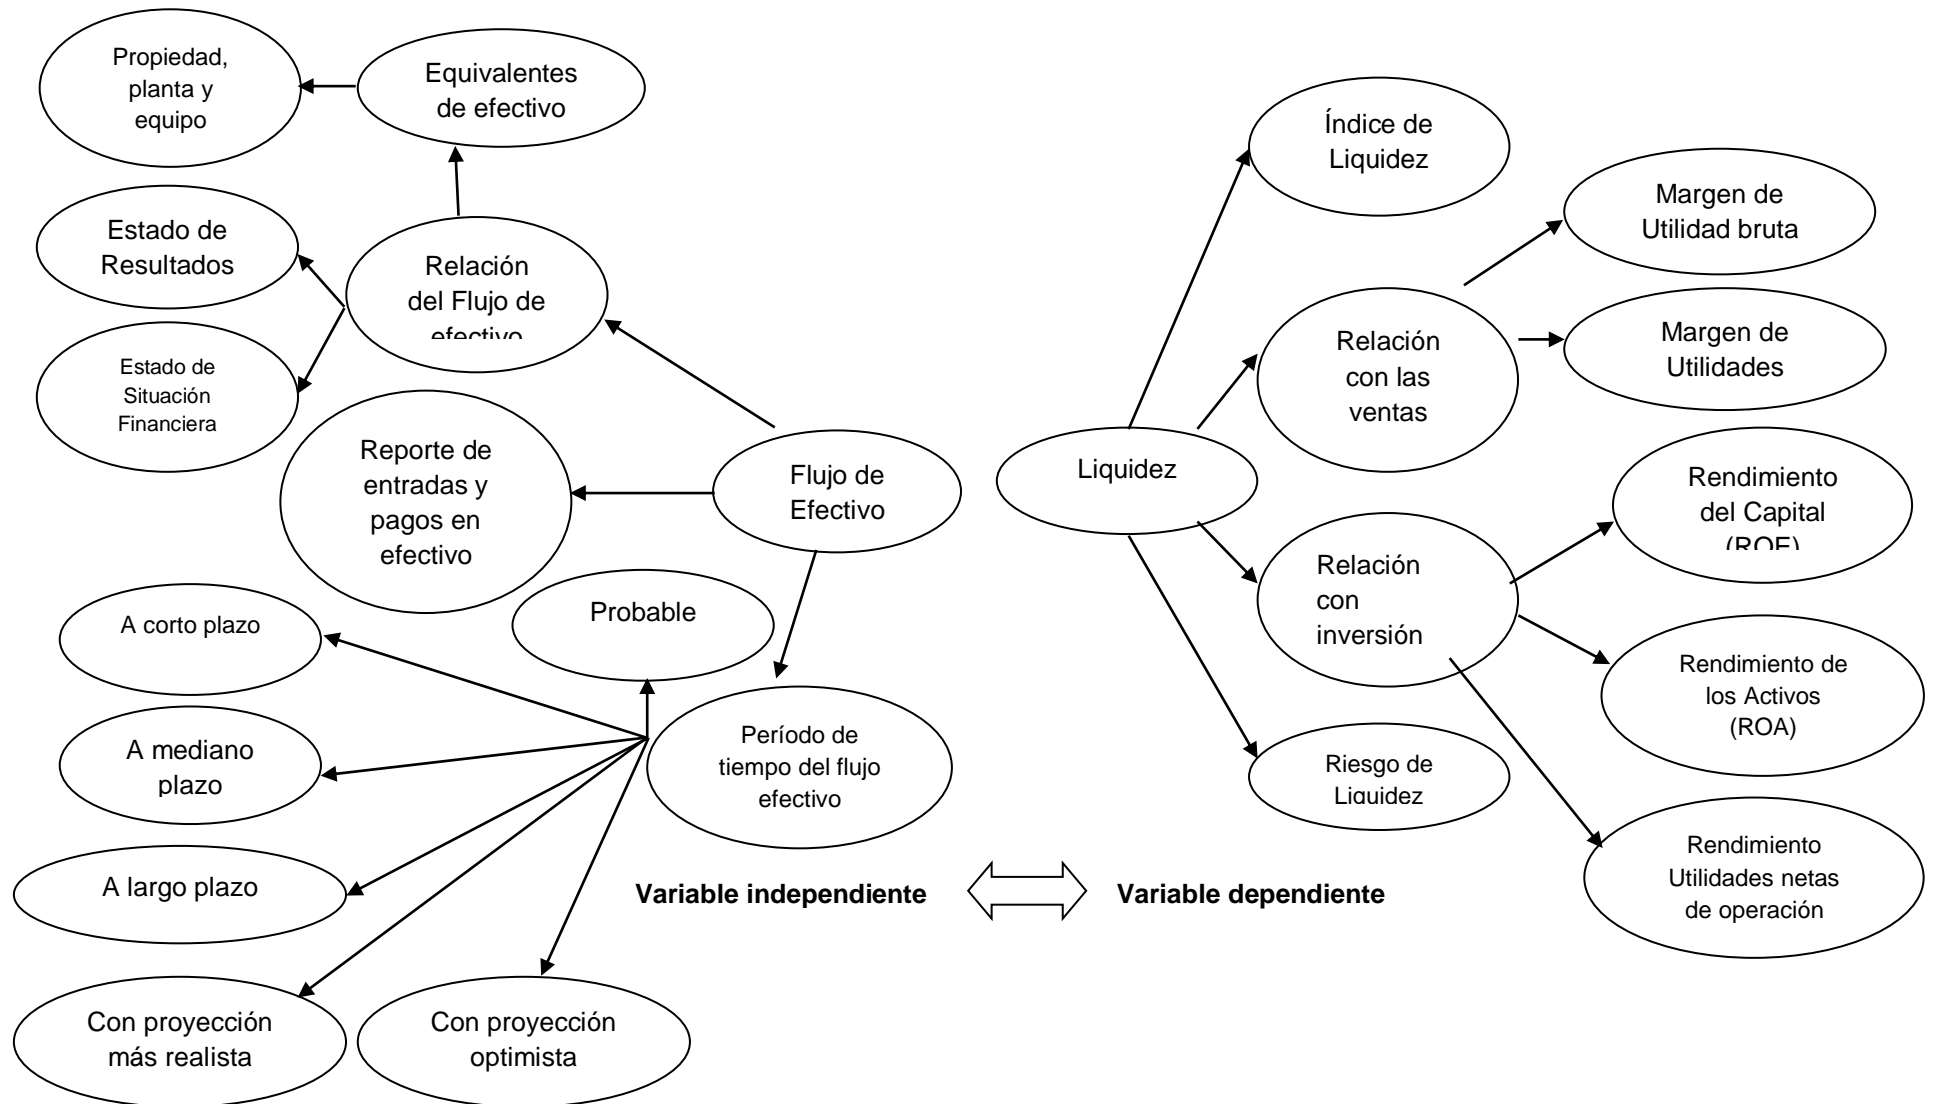 Propiedad,
planta y
equipo
Equivalentes
de efectivo
Estado de
Resultados
Relación
del Flujo de
efectivo
Estado de
Situación
Financiera
Reporte de
entradas y
pagos en
efectivo
Flujo de
Efectivo
Probable
A corto plazo
A mediano
plazo
Período de
tiempo del flujo
efectivo
A largo plazo
Con proyección
más realista
Con proyección
optimista
Variable independiente
Variable dependiente
Índice de
Liquidez
Margen de
Utilidad bruta
Relación
con las
ventas
Margen de
Utilidades
Liquidez
Rendimiento
del Capital
(ROE)
Relación
con
inversión
Rendimiento de
los Activos
(ROA)
Riesgo de
Liquidez
Rendimiento
Utilidades netas
de operación